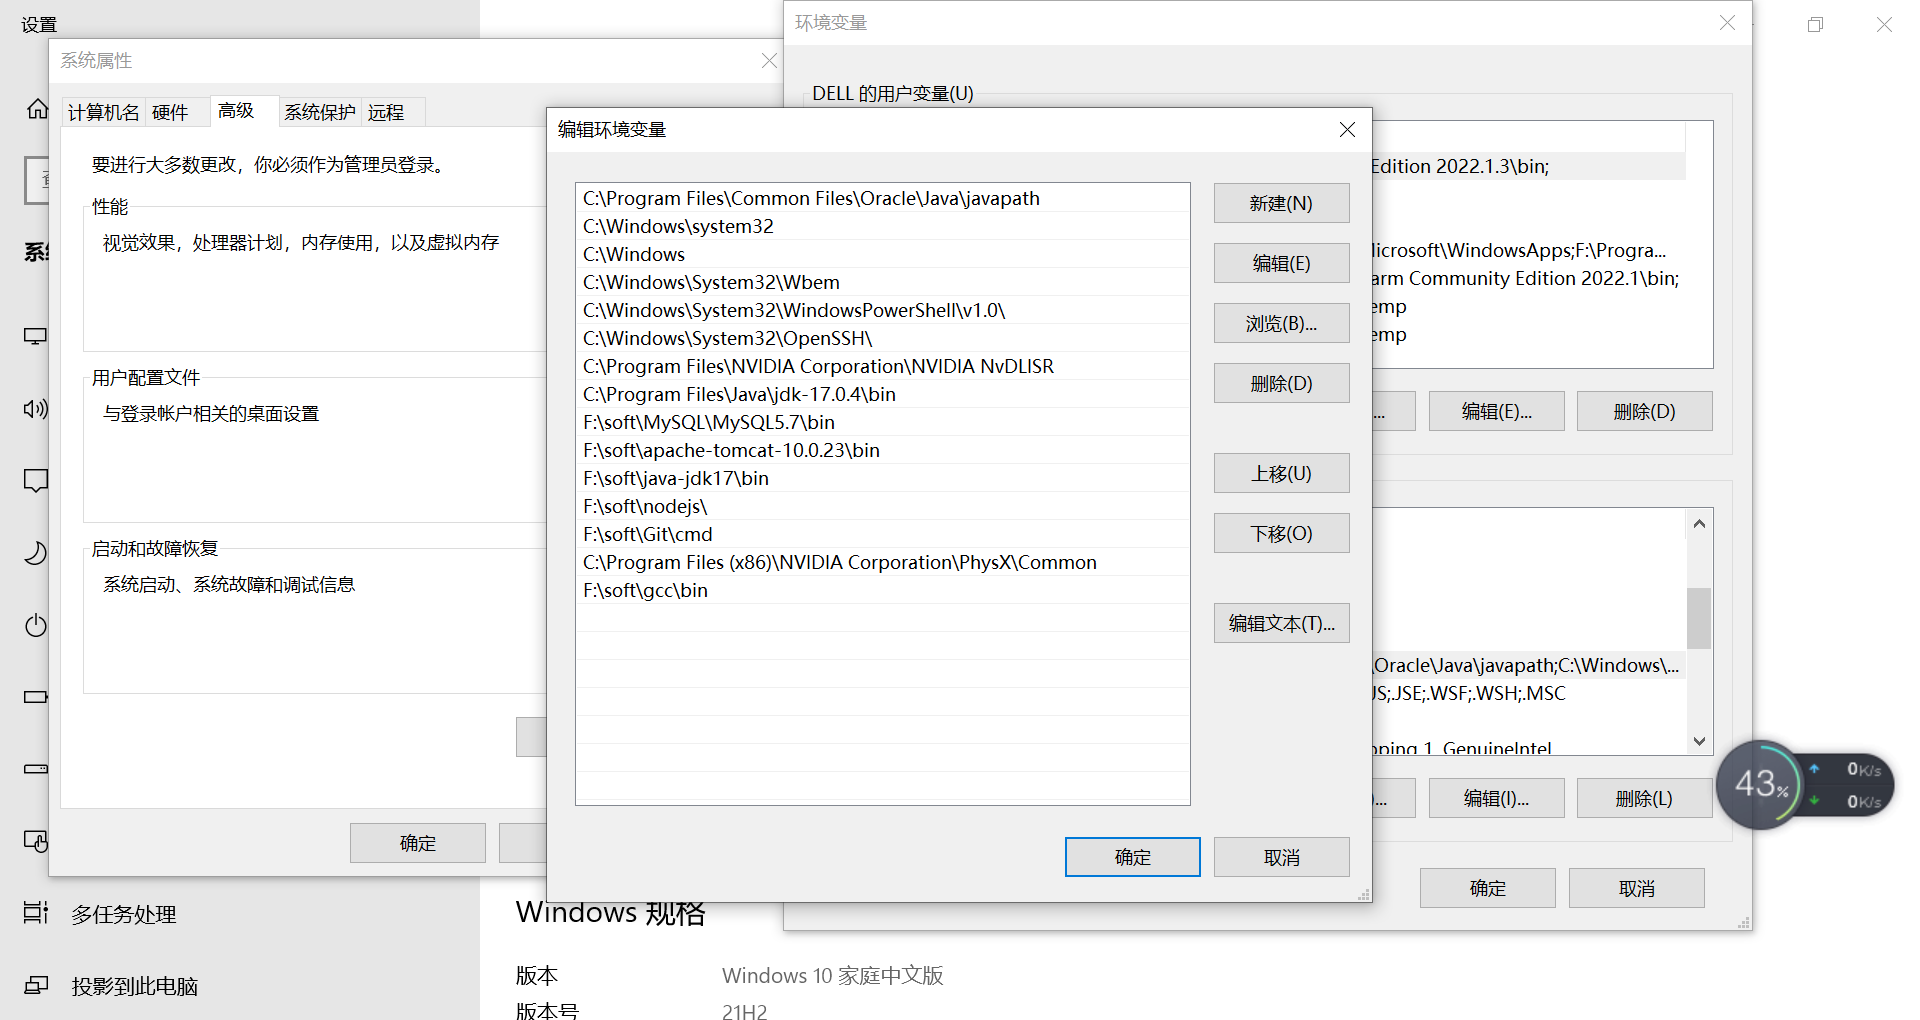 设置
系统属性
计算机名
硬件
高级
系统保护
远程
要进行大多数更改，你必须作为管理员登录。
性能
视觉效果，处理器计划，内存使用，以及虚拟内存
用户配置文件
与登录帐户相关的桌面设置
启动和故障恢复
系统启动、系统故障和调试信息
确定
多任务处理
投影到此电脑
Windows 规格
版本
Windows 10 家庭中文版
版本号
21H2
环境变量
DELL 的用户变量(U)
Edition 2022.1.3\bin;
icrosoft\WindowsApps;F:\Progra...
arm Community Edition 2022.1\bin;
emp
emp
...
编辑(E)...
删除(D)
\Oracle\Java\javapath;C:\Windows\...
JS;.JSE;.WSF;.WSH;.MSC
pping 1, GenuineIntel
)...
编辑(I)...
删除(L)
确定
取消
编辑环境变量
C:\Program Files\Common Files\Oracle\Java\javapath
C:\Windows\system32
C:\Windows
C:\Windows\System32\Wbem
C:\Windows\System32\WindowsPowerShell\v1.0\
C:\Windows\System32\OpenSSH\
C:\Program Files\NVIDIA Corporation\NVIDIA NvDLISR
C:\Program Files\Java\jdk-17.0.4\bin
F:\soft\MySQL\MySQL5.7\bin
F:\soft\apache-tomcat-10.0.23\bin
F:\soft\java-jdk17\bin
F:\soft\nodejs\
F:\soft\Git\cmd
C:\Program Files (x86)\NVIDIA Corporation\PhysX\Common
F:\soft\gcc\bin
新建(N)
编辑(E)
浏览(B)...
删除(D)
上移(U)
下移(O)
编辑文本(T)...
确定
取消
43%
0K/s
0K/s